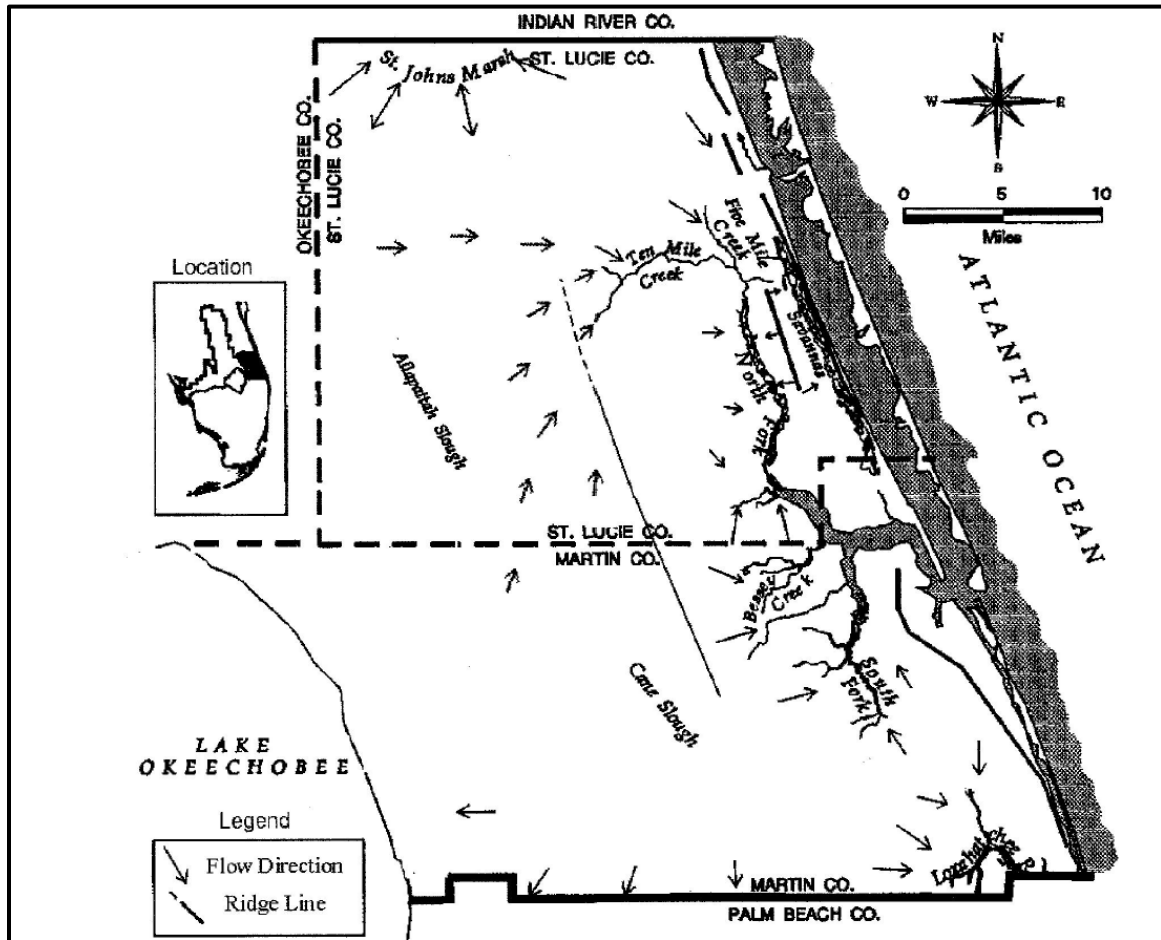 INDIAN RIVER CO.
ST. LUCIE CO.
St. Johns Marsh
OKEECHOBEE CO.
ST. LUCIE CO.
N
W
E
S
0 5 10
Miles
Five Mile
Creek
Ten Mile
Creek
Savannas
North
Fork
Allapattah Slough
ATLANTIC OCEAN
Location
ST. LUCIE CO.
MARTIN CO.
Bessey
Creek
South
Fork
Cane Slough
LAKE
OKEECHOBEE
Legend
Flow Direction
Ridge Line
Loxahatchee R.
MARTIN CO.
PALM BEACH CO.